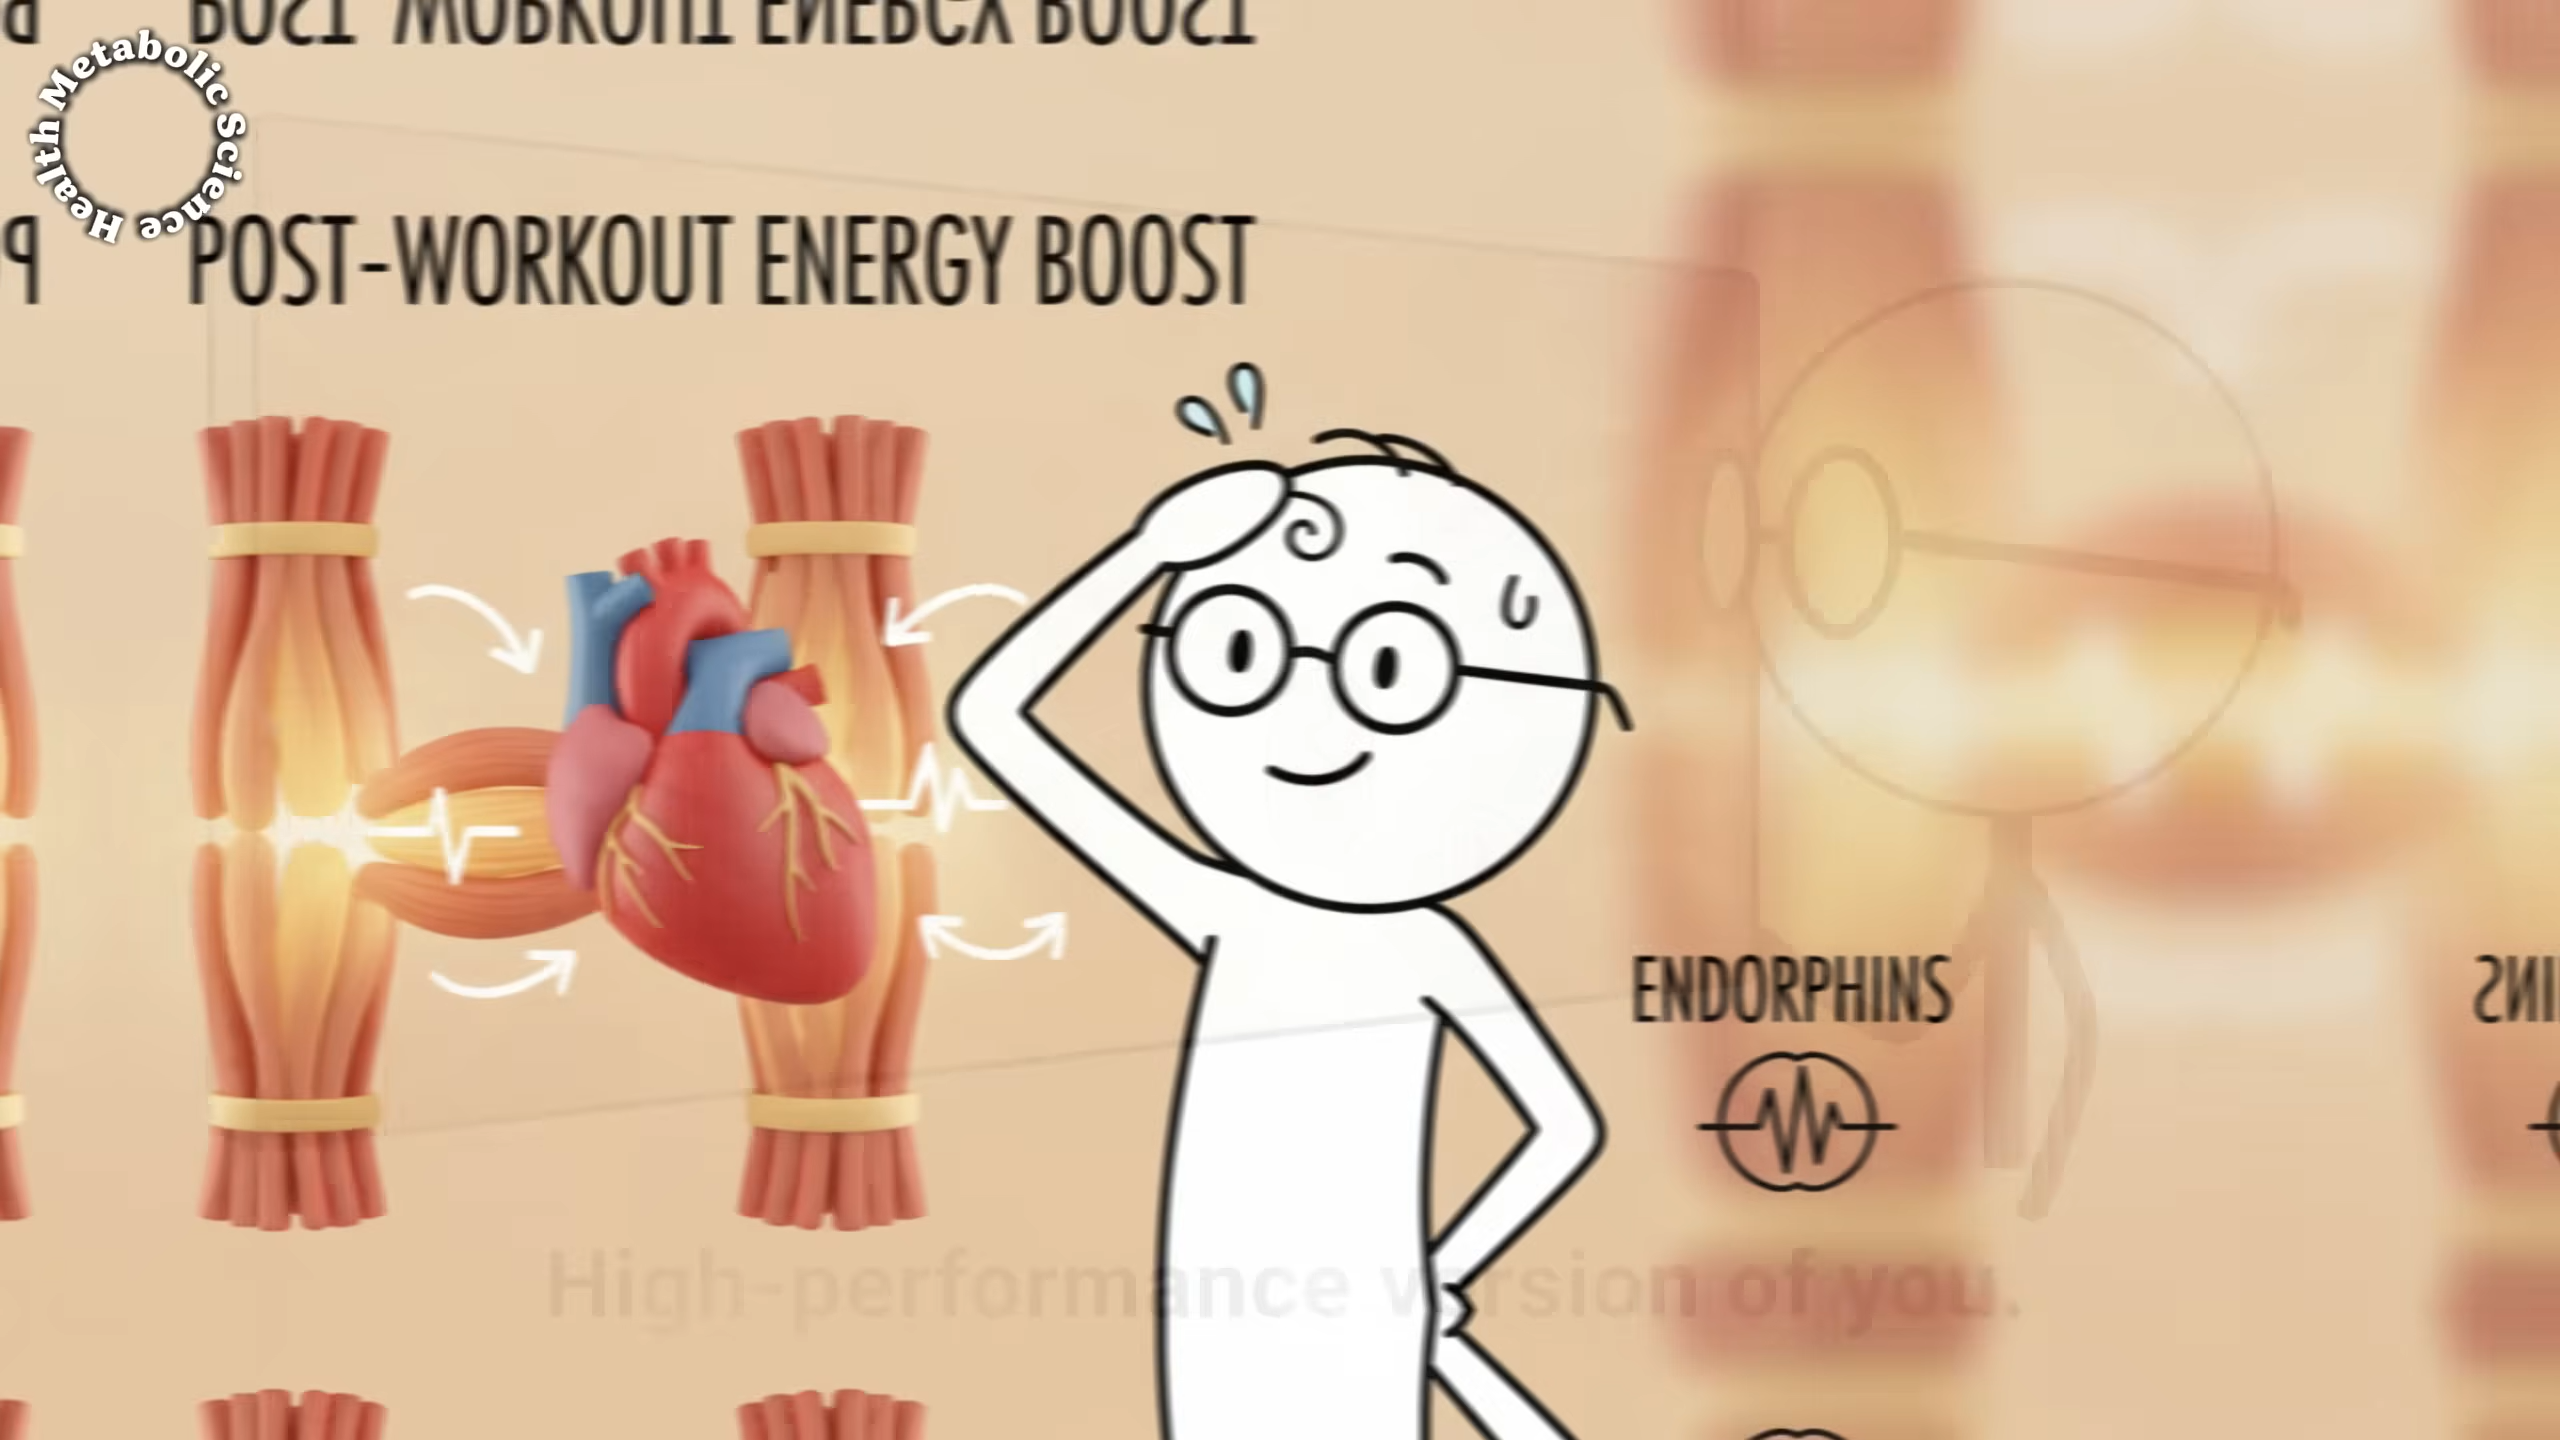 Metabolic Science Health
POST-WORKOUT ENERGY BOOST
ENDORPHINS
High-performance version of you.